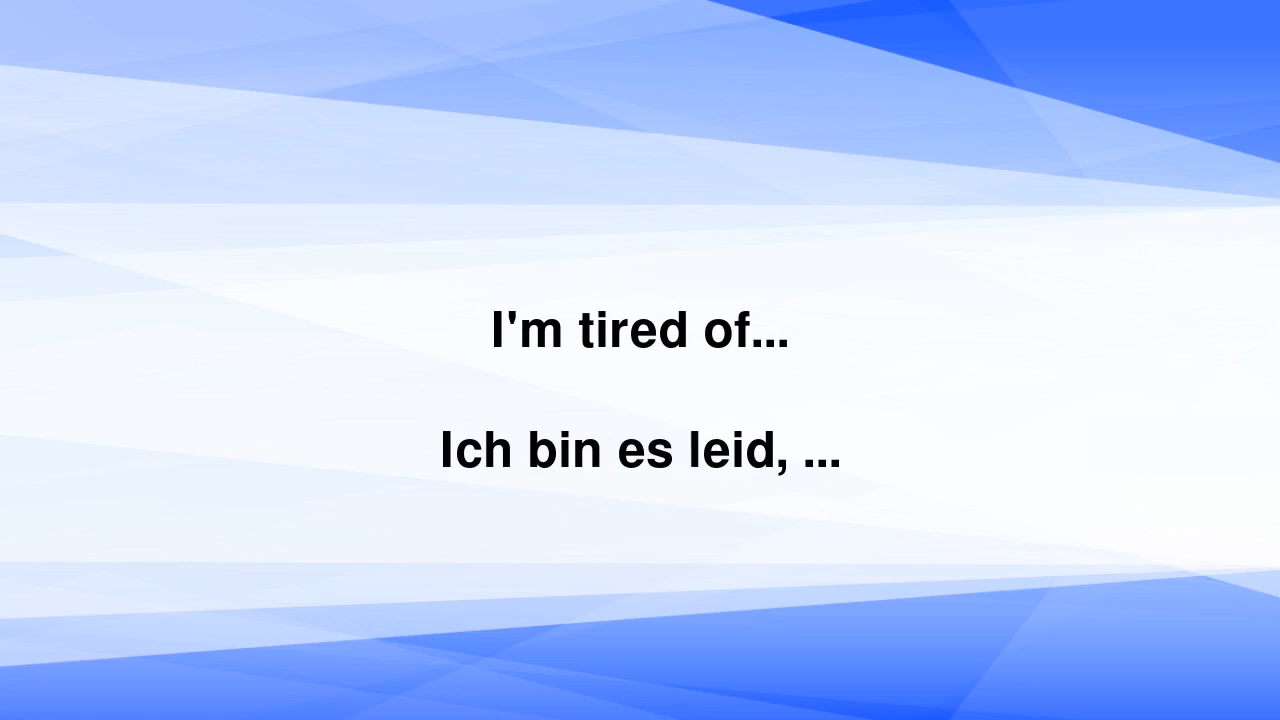 I'm tired of...
Ich bin es leid, ...